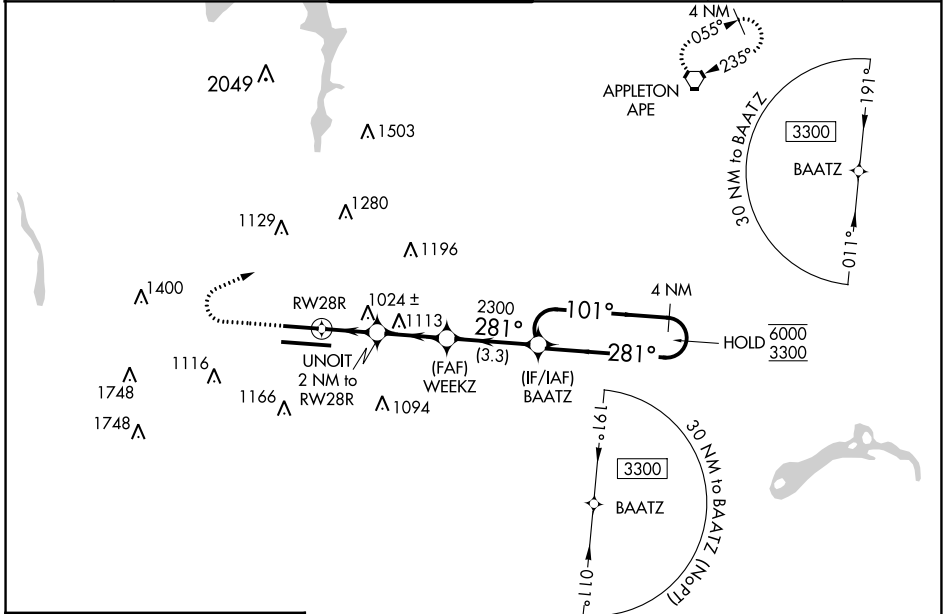 4 NM
055°
235°
2049
APPLETON
APE
1503
191°
3300
30 NM to BAATZ
BAATZ
1280
1129
1196
011°
1400
RW28R
1024 ±
2300
101°
4 NM
1113
281°
HOLD 6000
3300
281°
(3.3)
UNOIT
2 NM to
RW28R
(FAF)
WEEKZ
(IF/IAF)
BAATZ
1116
1748
1166
1094
1748
191°
30 NM to BAATZ (NoPT)
3300
BAATZ
011°